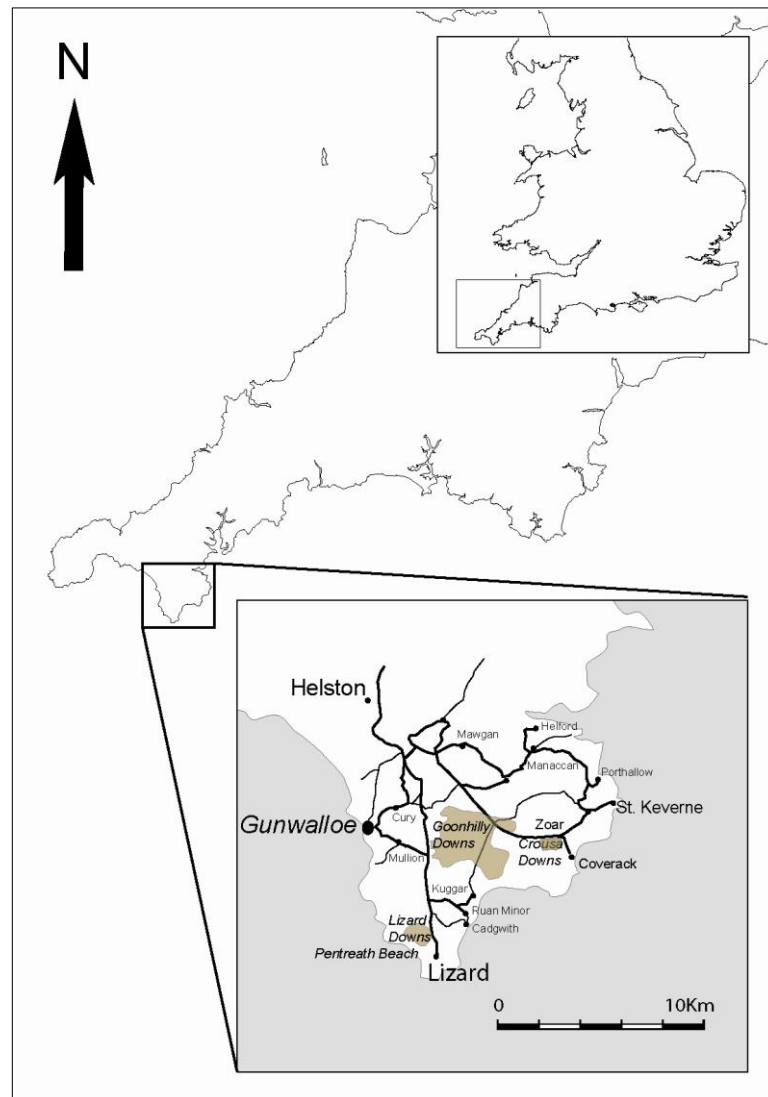 N
Helston
Helford
Mawgan
Manaccan
Porthallow
St. Keverne
Cury
Gunwalloe
Goonhilly
Downs
Zoar
Crousa
Downs
Mullion
Coverack
Kuggar
Ruan Minor
Lizard
Downs
Cadgwith
Pentreath Beach
Lizard
0 10Km